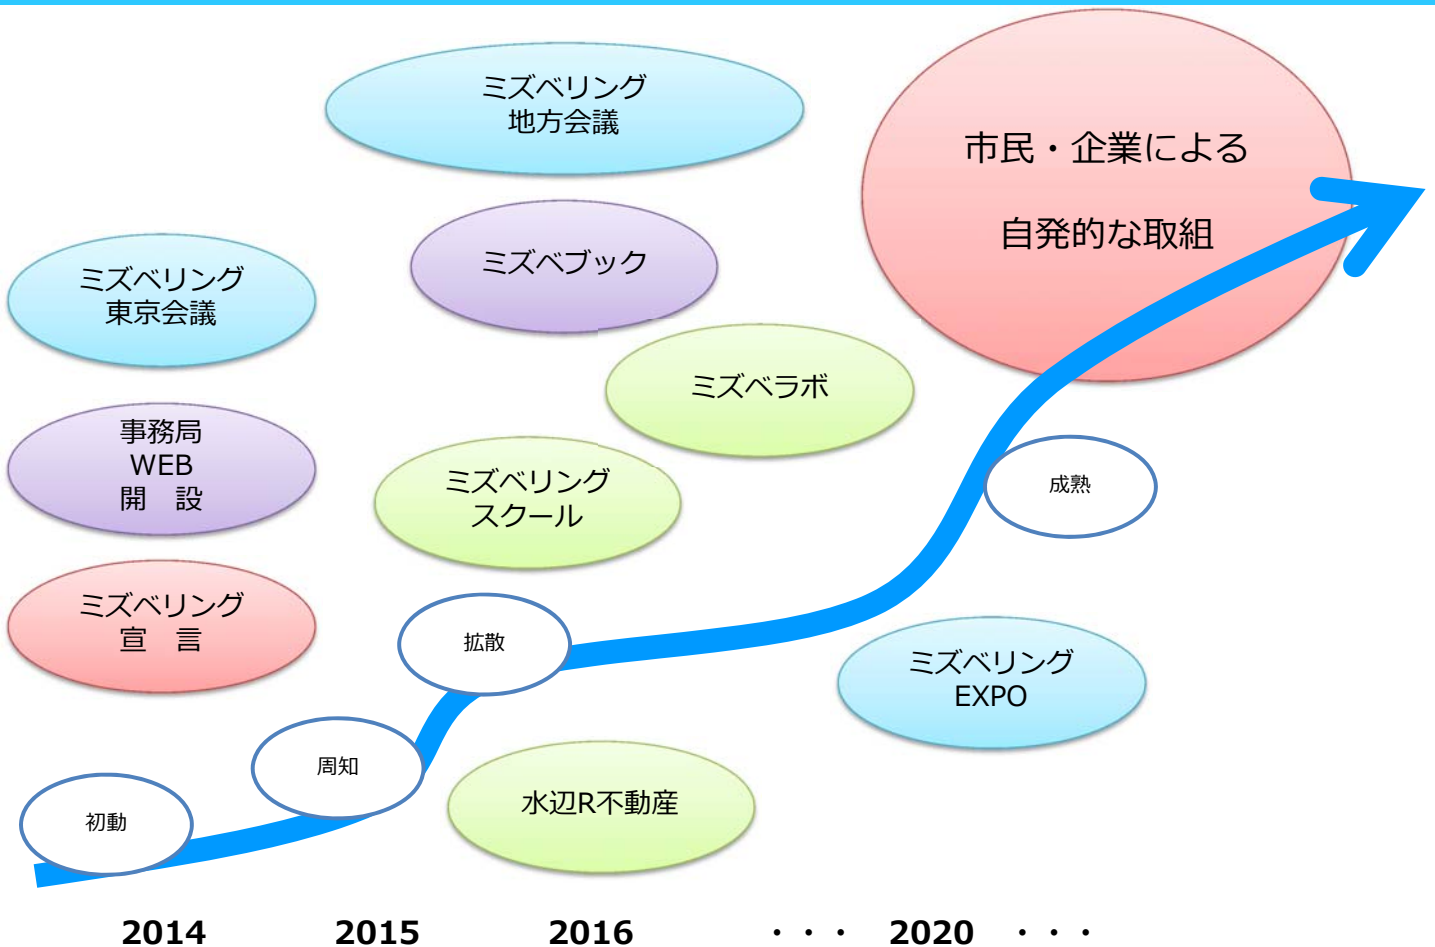 ミズベリング
地方会議
市民・企業による
自発的な取組
ミズベブック
ミズベリング
東京会議
ミズベラボ
事務局
WEB
開　設
ミズベリング
スクール
成熟
ミズベリング
宣　言
拡散
ミズベリング
EXPO
周知
水辺R不動産
初動
2014 2015 2016 ・・・ 2020 ・・・